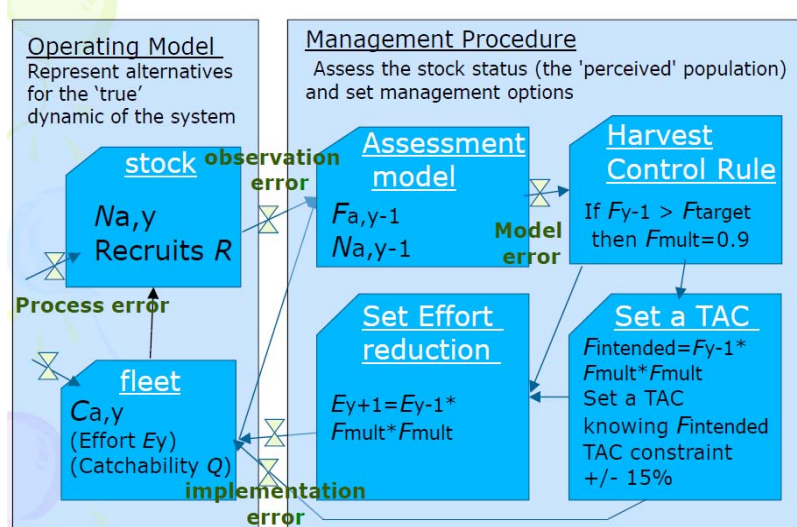 Operating Model
Represent alternatives
for the ‘true’
dynamic of the system
stock
Na,y
Recruits R
Process error
fleet
Ca,y
(Effort Ey)
(Catchability Q)
observation
error
Management Procedure
Assess the stock status (the 'perceived' population)
and set management options
Assessment
model
Fa,y-1
Na,y-1
Model
error
Harvest
Control Rule
If Fy-1 > Ftarget
then Fmult=0.9
Set Effort
reduction
Ey+1=Ey-1*
Fmult*Fmult
Set a TAC
Fintended=Fy-1*
Fmult*Fmult
Set a TAC
knowing Fintended
TAC constraint
+/- 15%
implementation
error